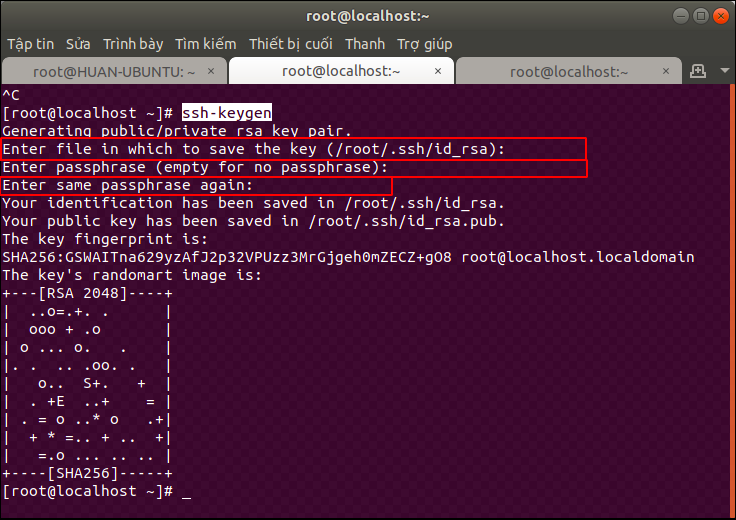 root@localhost:~
Tập tin Sửa Trình bày Tìm kiếm Thiết bị cuối Thanh Trợ giúp
root@HUAN-UBUNTU: ~ × root@localhost:~ × root@localhost:~ ×
^C
[root@localhost ~]# ssh-keygen
Generating public/private rsa key pair.
Enter file in which to save the key (/root/.ssh/id_rsa):
Enter passphrase (empty for no passphrase):
Enter same passphrase again:
Your identification has been saved in /root/.ssh/id_rsa.
Your public key has been saved in /root/.ssh/id_rsa.pub.
The key fingerprint is:
SHA256:GSWAITna629yzAfJ2p32VPUzz3MrGjgeh0mZECZ+gO8 root@localhost.localdomain
The key's randomart image is:
+---[RSA 2048]----+
|  ..o=.+. .      |
|  ooo + .o       |
| o ... o.   .    |
|. .  .. .oo. .   |
|   o..  S+.   +  |
|  . +E  ..+    = |
| . = o ..* o   .+|
|  + * =.. + ..  +|
|   =.o ... .. .. |
+----[SHA256]-----+
[root@localhost ~]# _